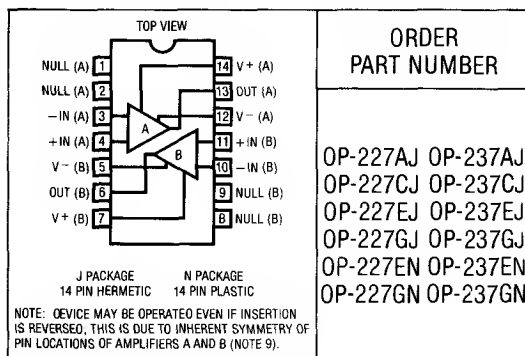 TOP VIEW
NULL (A) 1
NULL (A) 2
−IN (A) 3
+IN (A) 4
V− (B) 5
OUT (B) 6
V+ (B) 7
14 V+ (A)
13 OUT (A)
12 V− (A)
11 +IN (B)
10 −IN (B)
9 NULL (B)
8 NULL (B)
A
B
J PACKAGE
14 PIN HERMETIC
N PACKAGE
14 PIN PLASTIC
NOTE: DEVICE MAY BE OPERATED EVEN IF INSERTION
IS REVERSED, THIS IS DUE TO INHERENT SYMMETRY OF
PIN LOCATIONS OF AMPLIFIERS A AND B (NOTE 9).
ORDER
PART NUMBER
OP-227AJ OP-237AJ
OP-227CJ OP-237CJ
OP-227EJ OP-237EJ
OP-227GJ OP-237GJ
OP-227EN OP-237EN
OP-227GN OP-237GN